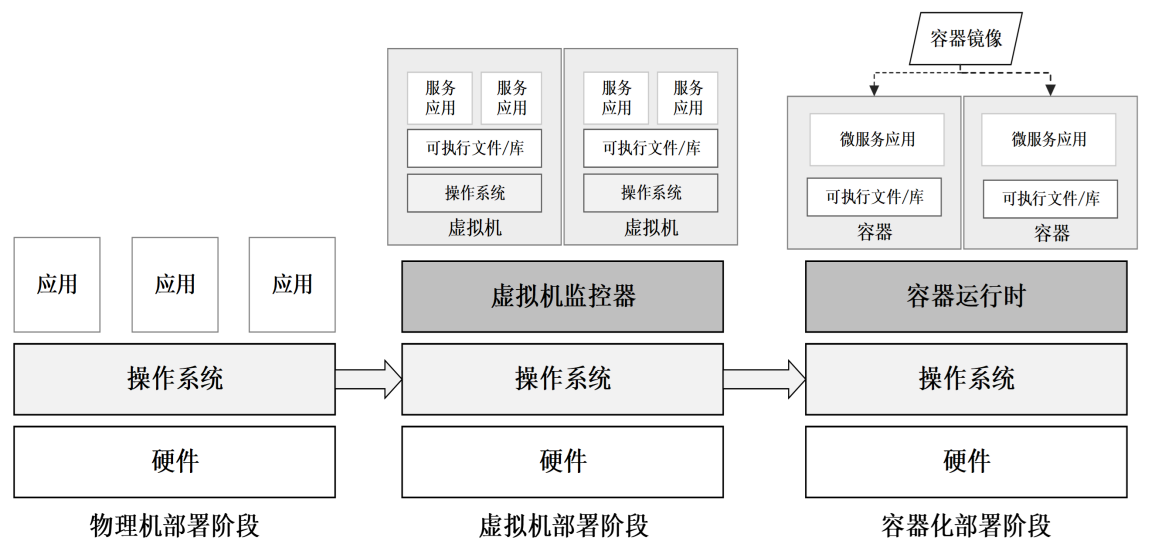 应用
应用
应用
操作系统
硬件
物理机部署阶段
服务
应用
服务
应用
可执行文件/库
操作系统
虚拟机
服务
应用
服务
应用
可执行文件/库
操作系统
虚拟机
虚拟机监控器
操作系统
硬件
虚拟机部署阶段
容器镜像
微服务应用
可执行文件/库
容器
微服务应用
可执行文件/库
容器
容器运行时
操作系统
硬件
容器化部署阶段